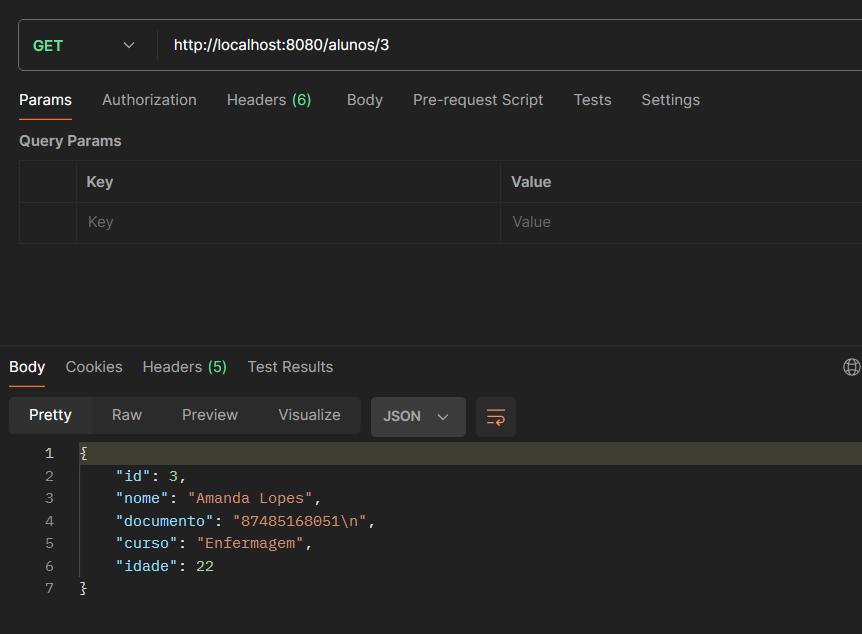 GET http://localhost:8080/alunos/3
Params Authorization Headers (6) Body Pre-request Script Tests Settings
Query Params
Key Value
Key Value
Body Cookies Headers (5) Test Results
Pretty Raw Preview Visualize JSON
1 {
2 "id": 3,
3 "nome": "Amanda Lopes",
4 "documento": "87485168051\n",
5 "curso": "Enfermagem",
6 "idade": 22
7 }